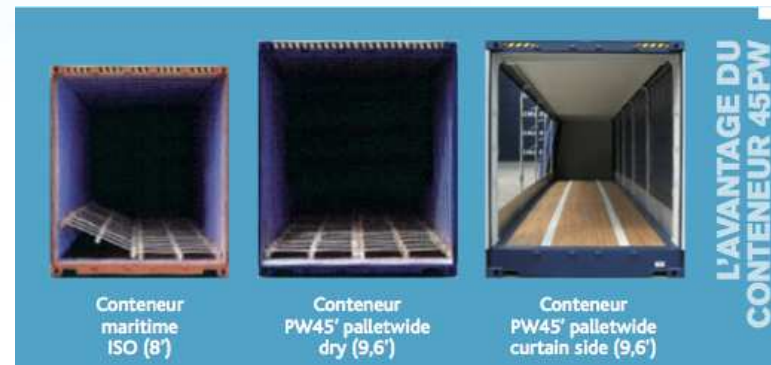 Conteneur
maritime
ISO (8')
Conteneur
PW45' palletwide
dry (9,6')
Conteneur
PW45' palletwide
curtain side (9,6')
L'AVANTAGE DU
CONTENEUR 45PW